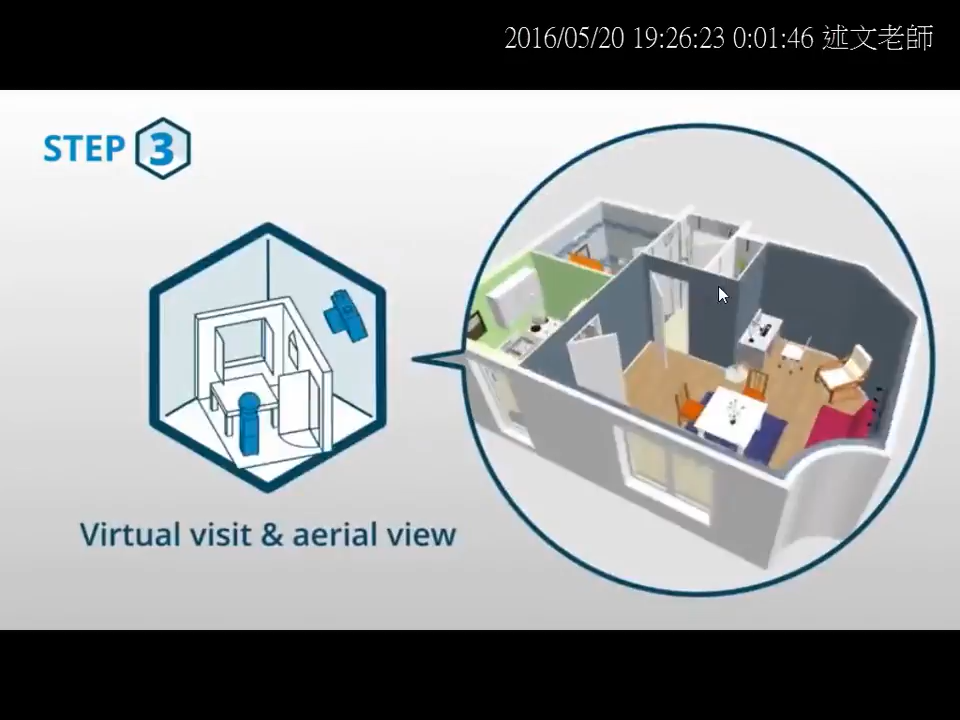 2016/05/20 19:26:23 0:01:46 述文老師
STEP 3
Virtual visit & aerial view